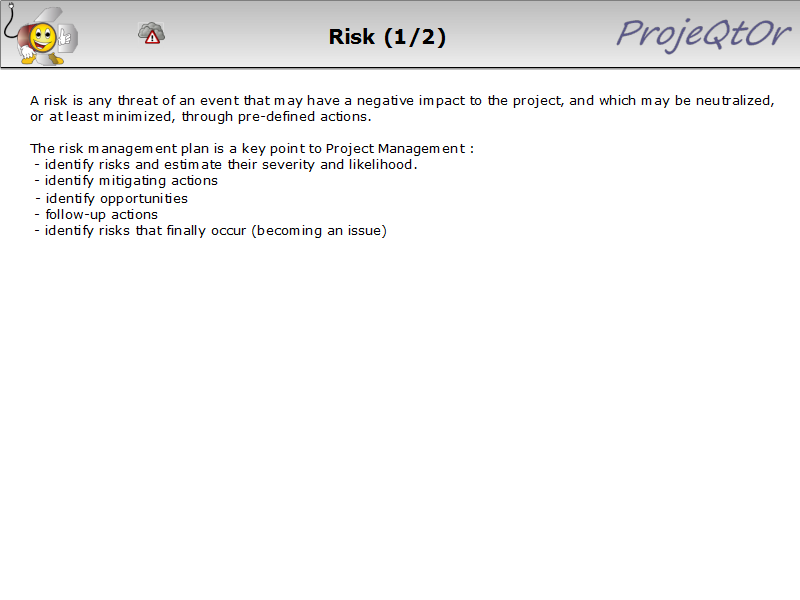 Risk (1/2)
ProjeQtOr
A risk is any threat of an event that may have a negative impact to the project, and which may be neutralized,
or at least minimized, through pre-defined actions.
The risk management plan is a key point to Project Management :
- identify risks and estimate their severity and likelihood.
- identify mitigating actions
- identify opportunities
- follow-up actions
- identify risks that finally occur (becoming an issue)